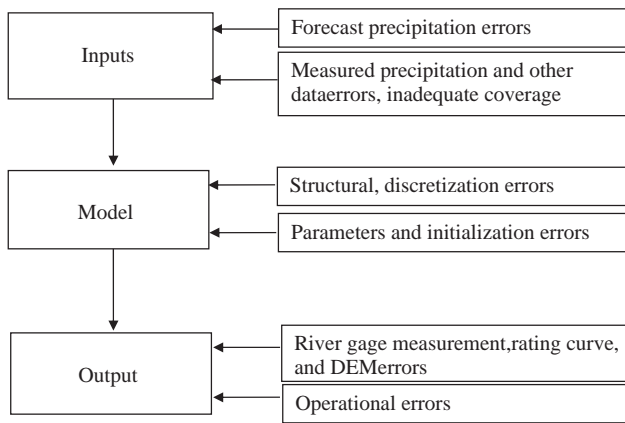 Inputs
Forecast precipitation errors
Measured precipitation and other
dataerrors, inadequate coverage
Model
Structural, discretization errors
Parameters and initialization errors
Output
River gage measurement,rating curve,
and DEMerrors
Operational errors